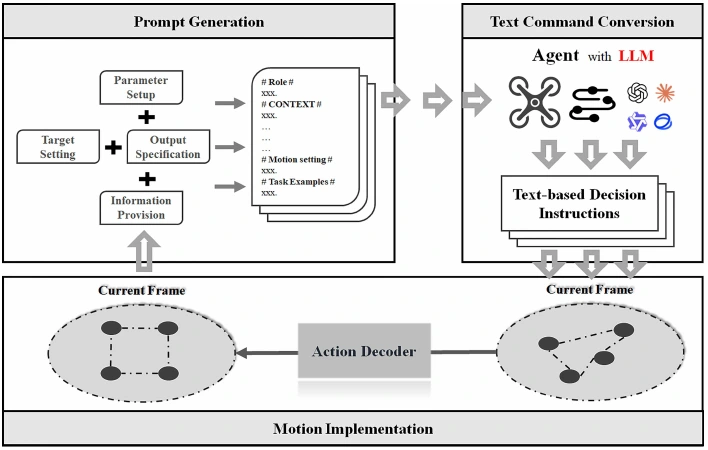 Prompt Generation
Parameter
Setup
Target
Setting
Output
Specification
Information
Provision
# Role #
xxx.
# CONTEXT #
xxx.
...
...
...
# Motion setting #
xxx.
# Task Examples #
xxx.
Text Command Conversion
Agent with LLM
Text-based Decision
Instructions
Current Frame
Current Frame
Action Decoder
Motion Implementation